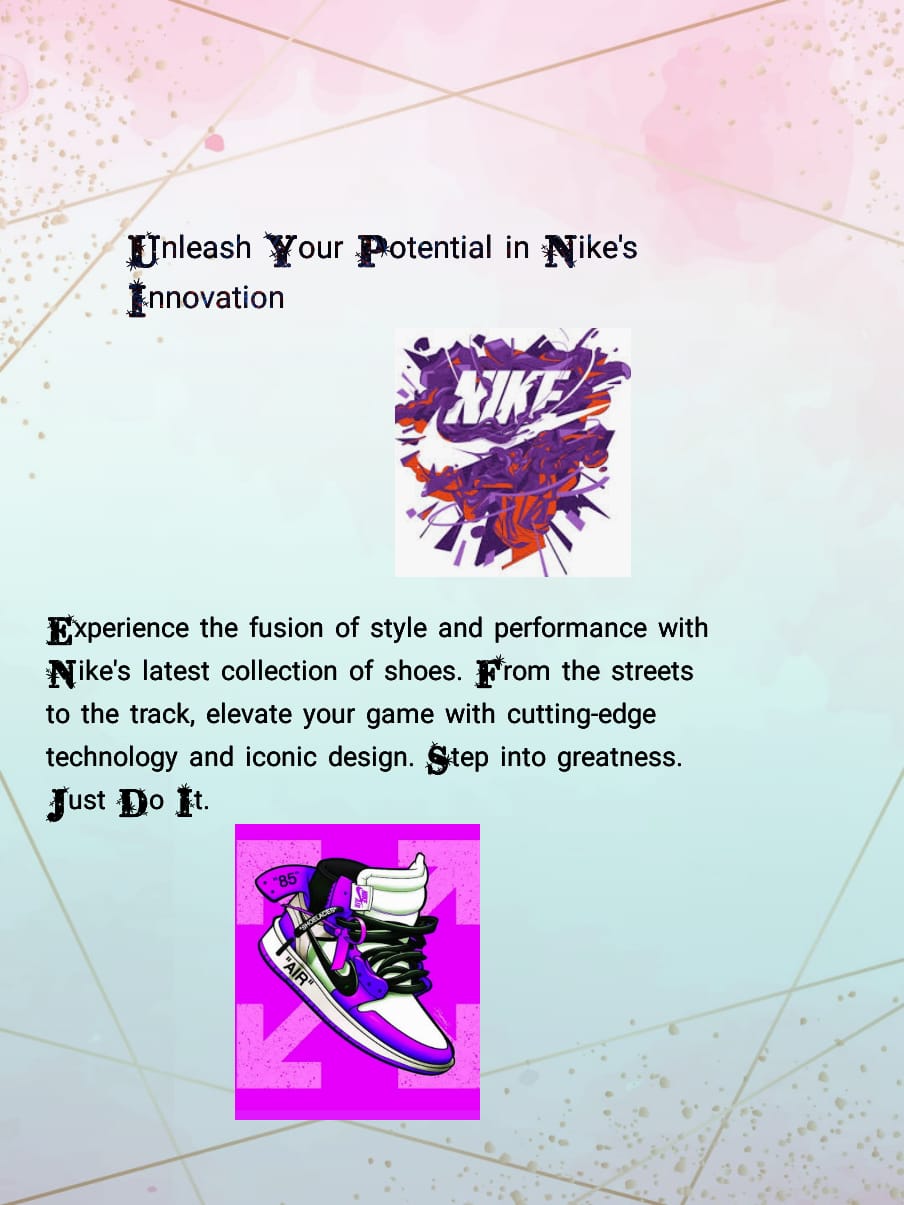 Unleash Your Potential in Nike's
Innovation
NIKE
Experience the fusion of style and performance with
Nike's latest collection of shoes. From the streets
to the track, elevate your game with cutting-edge
technology and iconic design. Step into greatness.
Just Do It.
"85"
"SHOELACES"
"AIR"